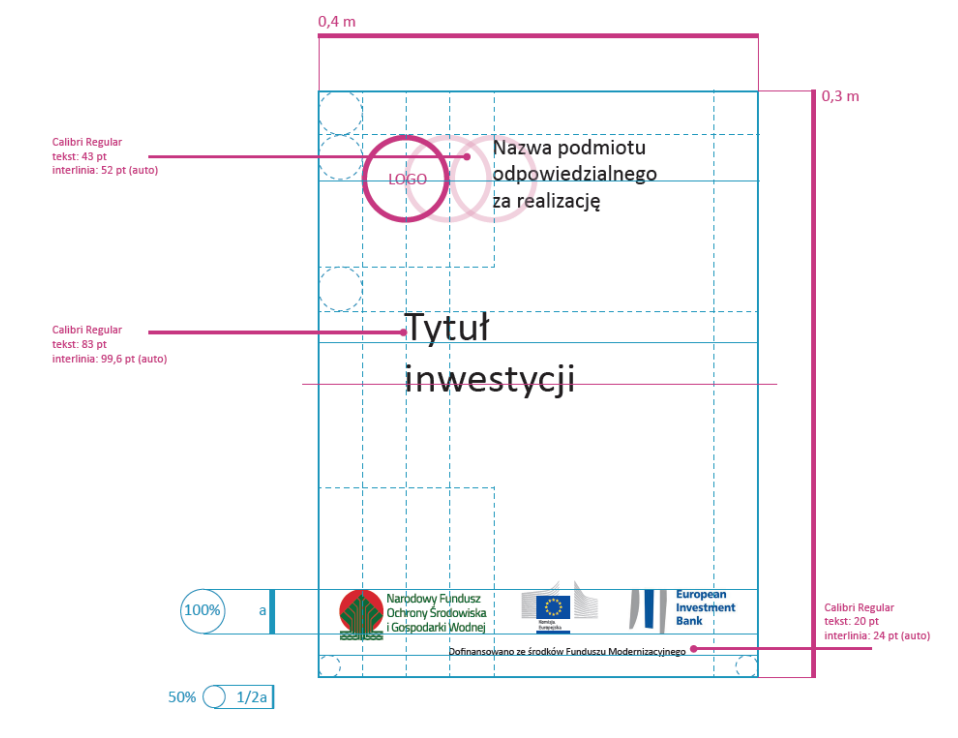 0,4 m
0,3 m
Calibri Regular
tekst: 43 pt
interlinia: 52 pt (auto)
LOGO
Nazwa podmiotu
odpowiedzialnego
za realizację
Calibri Regular
tekst: 83 pt
interlinia: 99,6 pt (auto)
Tytuł
inwestycji
100%
a
Narodowy Fundusz
Ochrony Środowiska
i Gospodarki Wodnej
Komisja
Europejska
European
Investment
Bank
Calibri Regular
tekst: 20 pt
interlinia: 24 pt (auto)
Dofinansowano ze środków Funduszu Modernizacyjnego
50%
1/2a